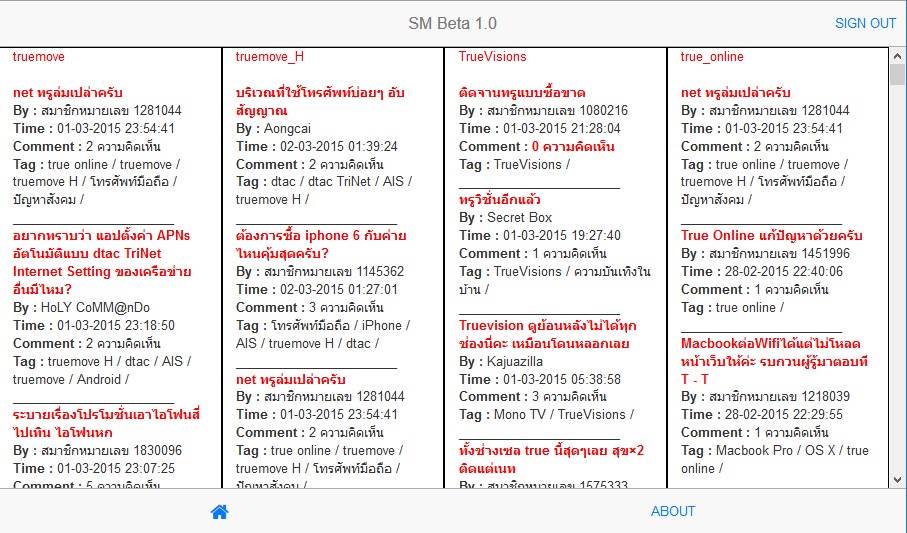 SM Beta 1.0
SIGN OUT
truemove
net ทรูล่มเปล่าครับ
By : สมาชิกหมายเลข 1281044
Time : 01-03-2015 23:54:41
Comment : 2 ความคิดเห็น
Tag : true online / truemove /
truemove H / โทรศัพท์มือถือ /
ปัญหาสังคม /
อยากทราบว่า แอปตั้งค่า APNs
อัตโนมัติแบบ dtac TriNet
Internet Setting ของเครือข่าย
อื่นมีไหม?
By : HoLY CoMM@nDo
Time : 01-03-2015 23:18:50
Comment : 2 ความคิดเห็น
Tag : truemove H / dtac / AIS /
truemove / Android /
ระบายเรื่องโปรโมชั่นเอาไอโฟนสี่
ไปเทิน ไอโฟนหก
By : สมาชิกหมายเลข 1830096
Time : 01-03-2015 23:07:25
Comment : 5 ความคิดเห็น
truemove_H
บริเวณที่ใช้โทรศัพท์บ่อยๆ อับ
สัญญาณ
By : Aongcai
Time : 02-03-2015 01:39:24
Comment : 2 ความคิดเห็น
Tag : dtac / dtac TriNet / AIS /
truemove H /
ต้องการซื้อ iphone 6 กับค่าย
ไหนคุ้มสุดครับ?
By : สมาชิกหมายเลข 1145362
Time : 02-03-2015 01:27:01
Comment : 3 ความคิดเห็น
Tag : โทรศัพท์มือถือ / iPhone /
AIS / truemove H / dtac /
net ทรูล่มเปล่าครับ
By : สมาชิกหมายเลข 1281044
Time : 01-03-2015 23:54:41
Comment : 2 ความคิดเห็น
Tag : true online / truemove /
truemove H / โทรศัพท์มือถือ /
ปัญหาสังคม /
TrueVisions
ติดจานทรูแบบซื้อขาด
By : สมาชิกหมายเลข 1080216
Time : 01-03-2015 21:28:04
Comment : 0 ความคิดเห็น
Tag : TrueVisions /
ทรูวิชั่นอีกแล้ว
By : Secret Box
Time : 01-03-2015 19:27:40
Comment : 1 ความคิดเห็น
Tag : TrueVisions / ความบันเทิงใน
บ้าน /
Truevision ดูย้อนหลังไม่ได้ทุก
ช่องนี่คะ เหมือนโดนหลอกเลย
By : Kajuazilla
Time : 01-03-2015 05:38:58
Comment : 3 ความคิดเห็น
Tag : Mono TV / TrueVisions /
ทั้งช่างเซล true นี้สุดๆเลย สุข×2
ติดแต่เนท
By : สมาชิกหมายเลข 1575333
true_online
net ทรูล่มเปล่าครับ
By : สมาชิกหมายเลข 1281044
Time : 01-03-2015 23:54:41
Comment : 2 ความคิดเห็น
Tag : true online / truemove /
truemove H / โทรศัพท์มือถือ /
ปัญหาสังคม /
True Online แก้ปัญหาด้วยครับ
By : สมาชิกหมายเลข 1451996
Time : 28-02-2015 22:40:06
Comment : 1 ความคิดเห็น
Tag : true online /
Macbookต่อWifiได้แต่ไม่โหลด
หน้าเว็บให้ค่ะ รบกวนผู้รู้มาตอบที
T - T
By : สมาชิกหมายเลข 1218039
Time : 28-02-2015 22:29:55
Comment : 1 ความคิดเห็น
Tag : Macbook Pro / OS X / true
online /
ABOUT